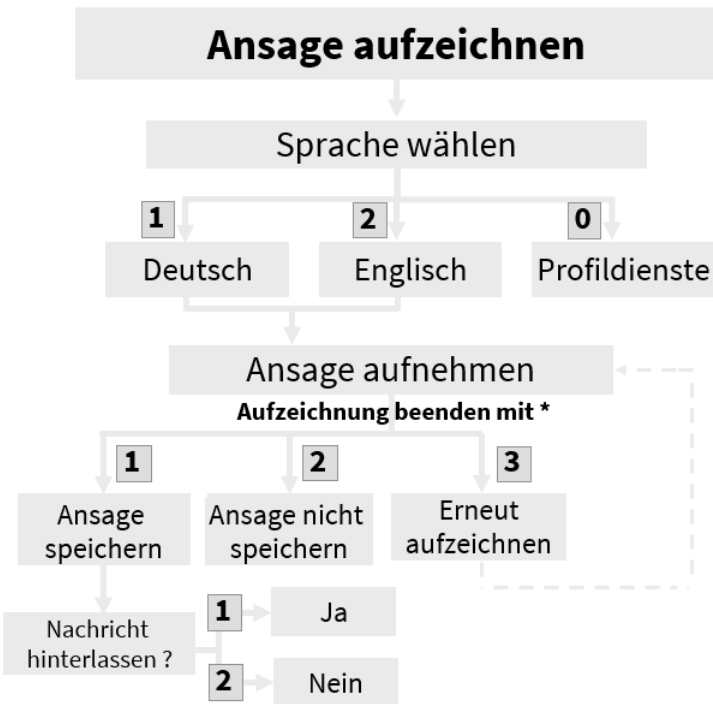 Ansage aufzeichnen
Sprache wählen
1
2
0
Deutsch
Englisch
Profildienste
Ansage aufnehmen
Aufzeichnung beenden mit *
1
2
3
Ansage
speichern
Ansage nicht
speichern
Erneut
aufzeichnen
Nachricht
hinterlassen ?
1
Ja
2
Nein